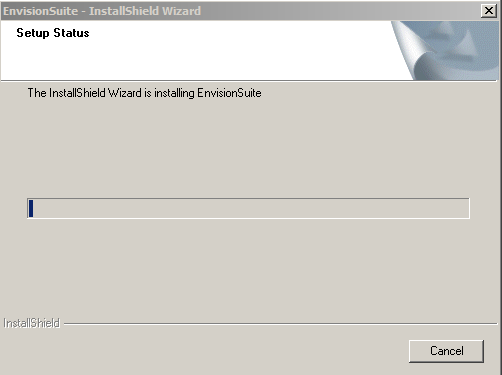 EnvisionSuite - InstallShield Wizard
Setup Status
The InstallShield Wizard is installing EnvisionSuite
InstallShield
Cancel